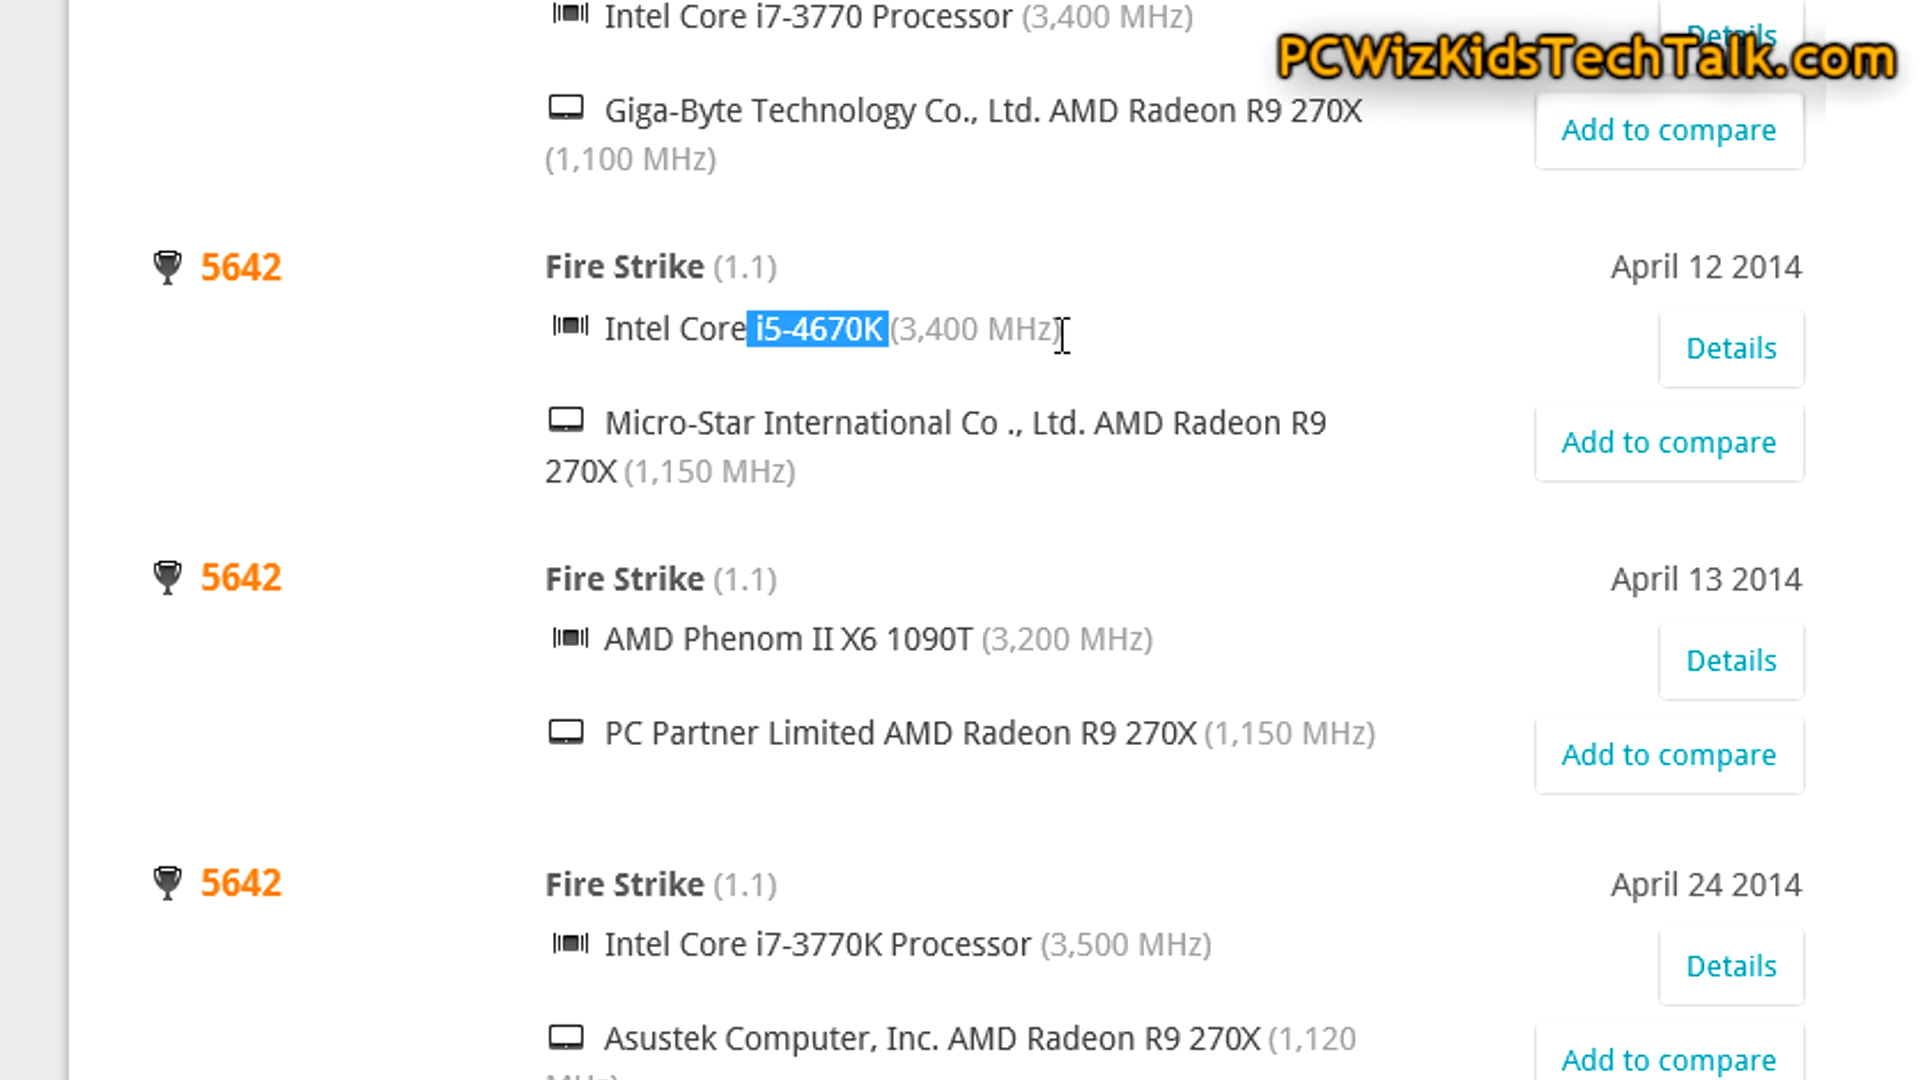 Intel Core i7-3770 Processor (3,400 MHz)
Details
PCWizKidsTechTalk.com
Giga-Byte Technology Co., Ltd. AMD Radeon R9 270X
(1,100 MHz)
Add to compare
5642
Fire Strike (1.1)
April 12 2014
Intel Core i5-4670K (3,400 MHz)
Details
Micro-Star International Co ., Ltd. AMD Radeon R9
270X (1,150 MHz)
Add to compare
5642
Fire Strike (1.1)
April 13 2014
AMD Phenom II X6 1090T (3,200 MHz)
Details
PC Partner Limited AMD Radeon R9 270X (1,150 MHz)
Add to compare
5642
Fire Strike (1.1)
April 24 2014
Intel Core i7-3770K Processor (3,500 MHz)
Details
Asustek Computer, Inc. AMD Radeon R9 270X (1,120
Add to compare